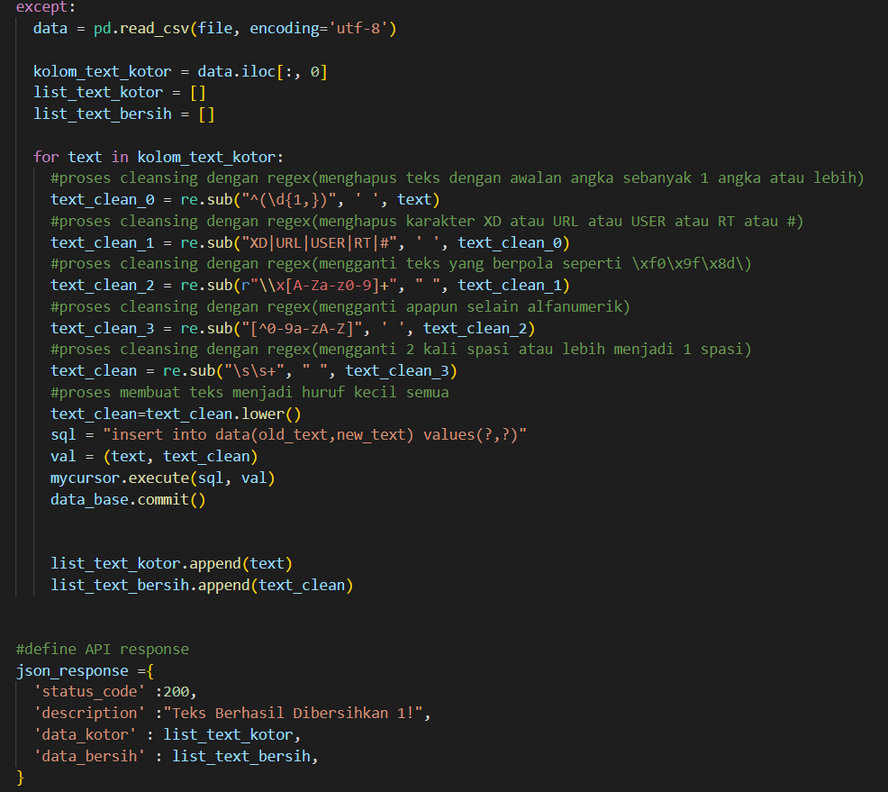 except:
data = pd.read_csv(file, encoding='utf-8')
kolom_text_kotor = data.iloc[:, 0]
list_text_kotor = []
list_text_bersih = []
for text in kolom_text_kotor:
#proses cleansing dengan regex(menghapus teks dengan awalan angka sebanyak 1 angka atau lebih)
text_clean_0 = re.sub("^(\d{1,})", ' ', text)
#proses cleansing dengan regex(menghapus karakter XD atau URL atau USER atau RT atau #)
text_clean_1 = re.sub("XD|URL|USER|RT|#", ' ', text_clean_0)
#proses cleansing dengan regex(mengganti teks yang berpola seperti \xf0\x9f\x8d\)
text_clean_2 = re.sub(r"\\x[A-Za-z0-9]+", " ", text_clean_1)
#proses cleansing dengan regex(mengganti apapun selain alfanumerik)
text_clean_3 = re.sub("[^0-9a-zA-Z]", ' ', text_clean_2)
#proses cleansing dengan regex(mengganti 2 kali spasi atau lebih menjadi 1 spasi)
text_clean = re.sub("\s\s+", " ", text_clean_3)
#proses membuat teks menjadi huruf kecil semua
text_clean=text_clean.lower()
sql = "insert into data(old_text,new_text) values(?,?)"
val = (text, text_clean)
mycursor.execute(sql, val)
data_base.commit()
list_text_kotor.append(text)
list_text_bersih.append(text_clean)
#define API response
json_response ={
'status_code' :200,
'description' :"Teks Berhasil Dibersihkan 1!",
'data_kotor' : list_text_kotor,
'data_bersih' : list_text_bersih,
}